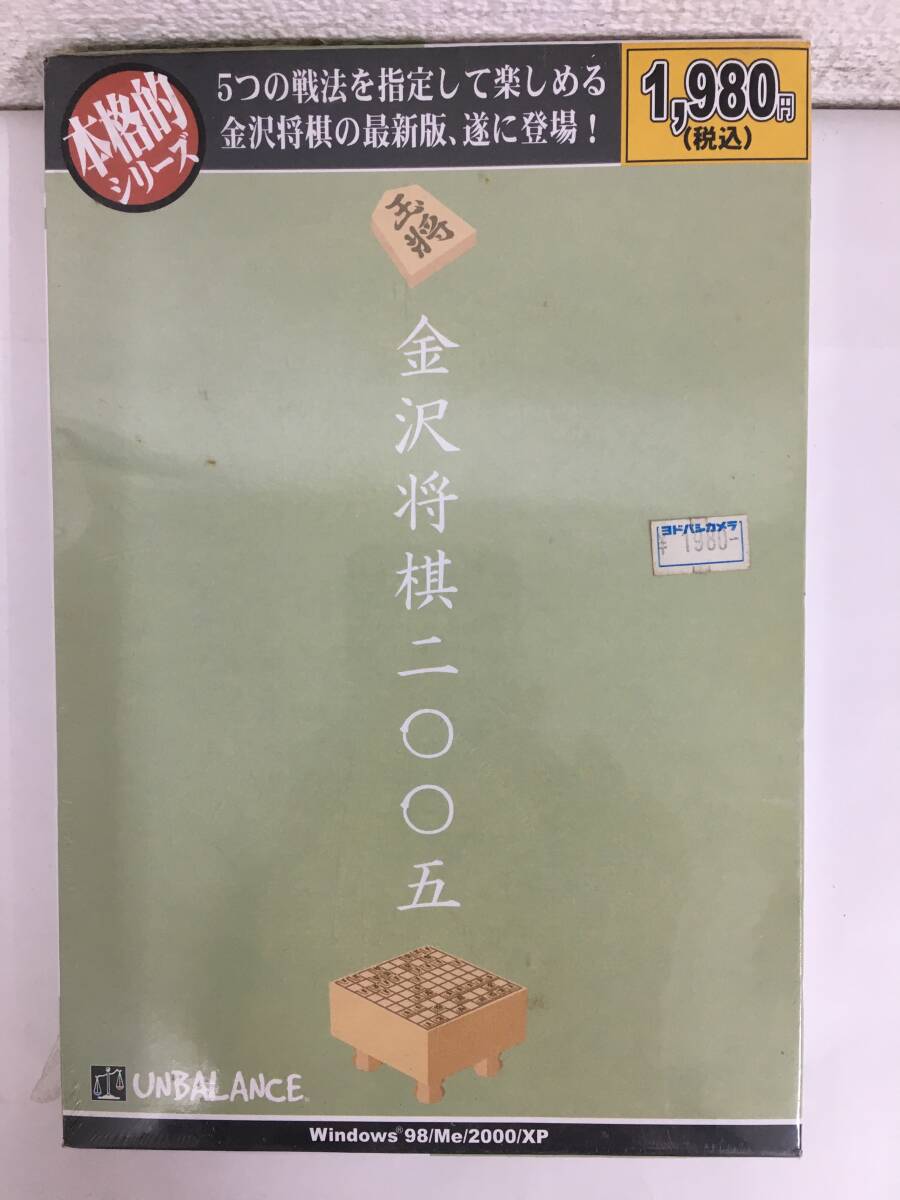 本格的
シリーズ
5つの戦法を指定して楽しめる
金沢将棋の最新版、遂に登場!
1,980円
(税込)
玉将
金沢将棋二〇〇五
ヨドバシカメラ
¥ 1980-
UNBALANCE
Windows® 98/Me/2000/XP